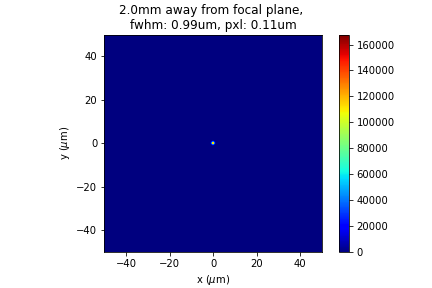 2.0mm away from focal plane,
fwhm: 0.99um, pxl: 0.11um
160000
140000
120000
100000
80000
60000
40000
20000
0
40
20
0
−20
−40
y (μm)
−40 −20 0 20 40
x (μm)